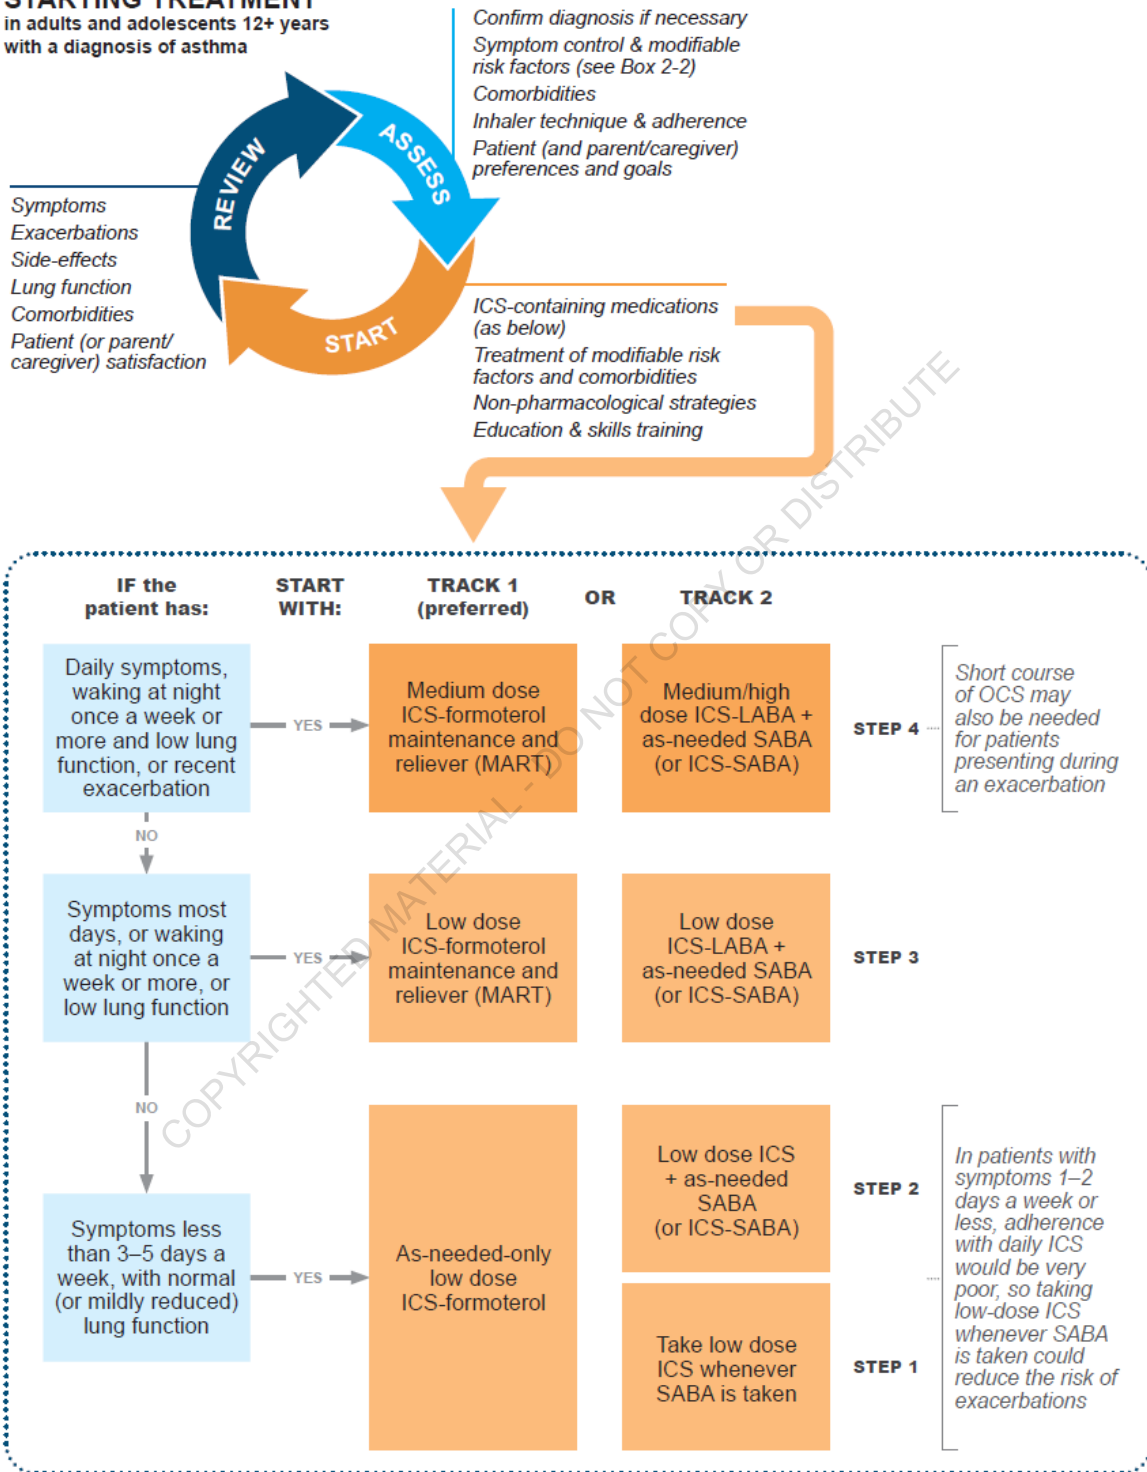 STARTING TREATMENT
in adults and adolescents 12+ years
with a diagnosis of asthma
Confirm diagnosis if necessary
Symptom control & modifiable
risk factors (see Box 2-2)
Comorbidities
Inhaler technique & adherence
Patient (and parent/caregiver)
preferences and goals
ASSESS
REVIEW
START
Symptoms
Exacerbations
Side-effects
Lung function
Comorbidities
Patient (or parent/
caregiver) satisfaction
ICS-containing medications
(as below)
Treatment of modifiable risk
factors and comorbidities
Non-pharmacological strategies
Education & skills training
COPYRIGHTED MATERIAL - DO NOT COPY OR DISTRIBUTE
IF the
patient has:
START
WITH:
TRACK 1
(preferred)
OR
TRACK 2
Daily symptoms,
waking at night
once a week or
more and low lung
function, or recent
exacerbation
YES
Medium dose
ICS-formoterol
maintenance and
reliever (MART)
Medium/high
dose ICS-LABA +
as-needed SABA
(or ICS-SABA)
STEP 4
Short course
of OCS may
also be needed
for patients
presenting during
an exacerbation
NO
Symptoms most
days, or waking
at night once a
week or more, or
low lung function
YES
Low dose
ICS-formoterol
maintenance and
reliever (MART)
Low dose
ICS-LABA +
as-needed SABA
(or ICS-SABA)
STEP 3
NO
Symptoms less
than 3–5 days a
week, with normal
(or mildly reduced)
lung function
YES
As-needed-only
low dose
ICS-formoterol
Low dose ICS
+ as-needed
SABA
(or ICS-SABA)
STEP 2
Take low dose
ICS whenever
SABA is taken
STEP 1
In patients with
symptoms 1–2
days a week or
less, adherence
with daily ICS
would be very
poor, so taking
low-dose ICS
whenever SABA
is taken could
reduce the risk of
exacerbations